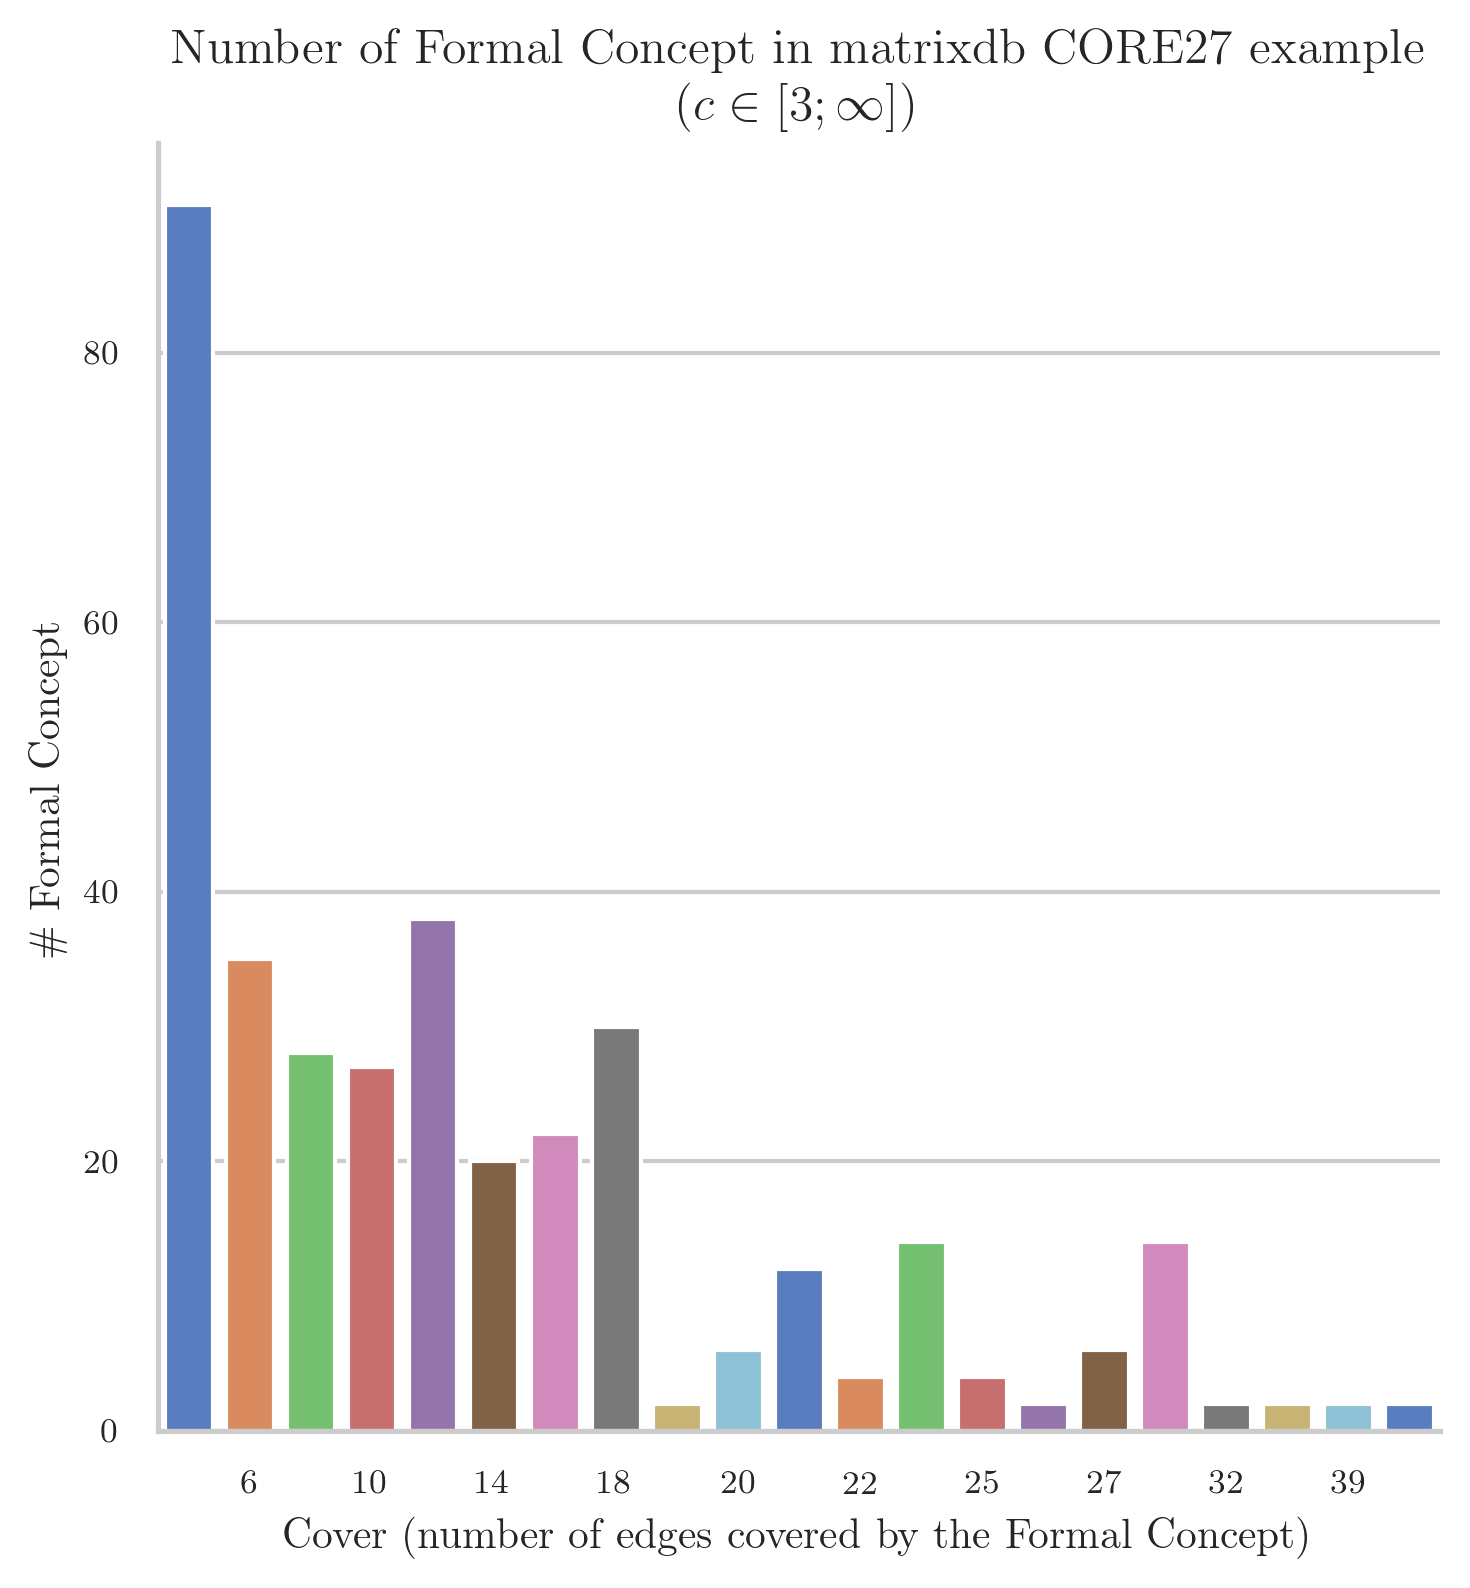 Number of Formal Concept in matrixdb CORE27 example
(c ∈ [3; ∞])
# Formal Concept
80
60
40
20
0
6 10 14 18 20 22 25 27 32 39
Cover (number of edges covered by the Formal Concept)